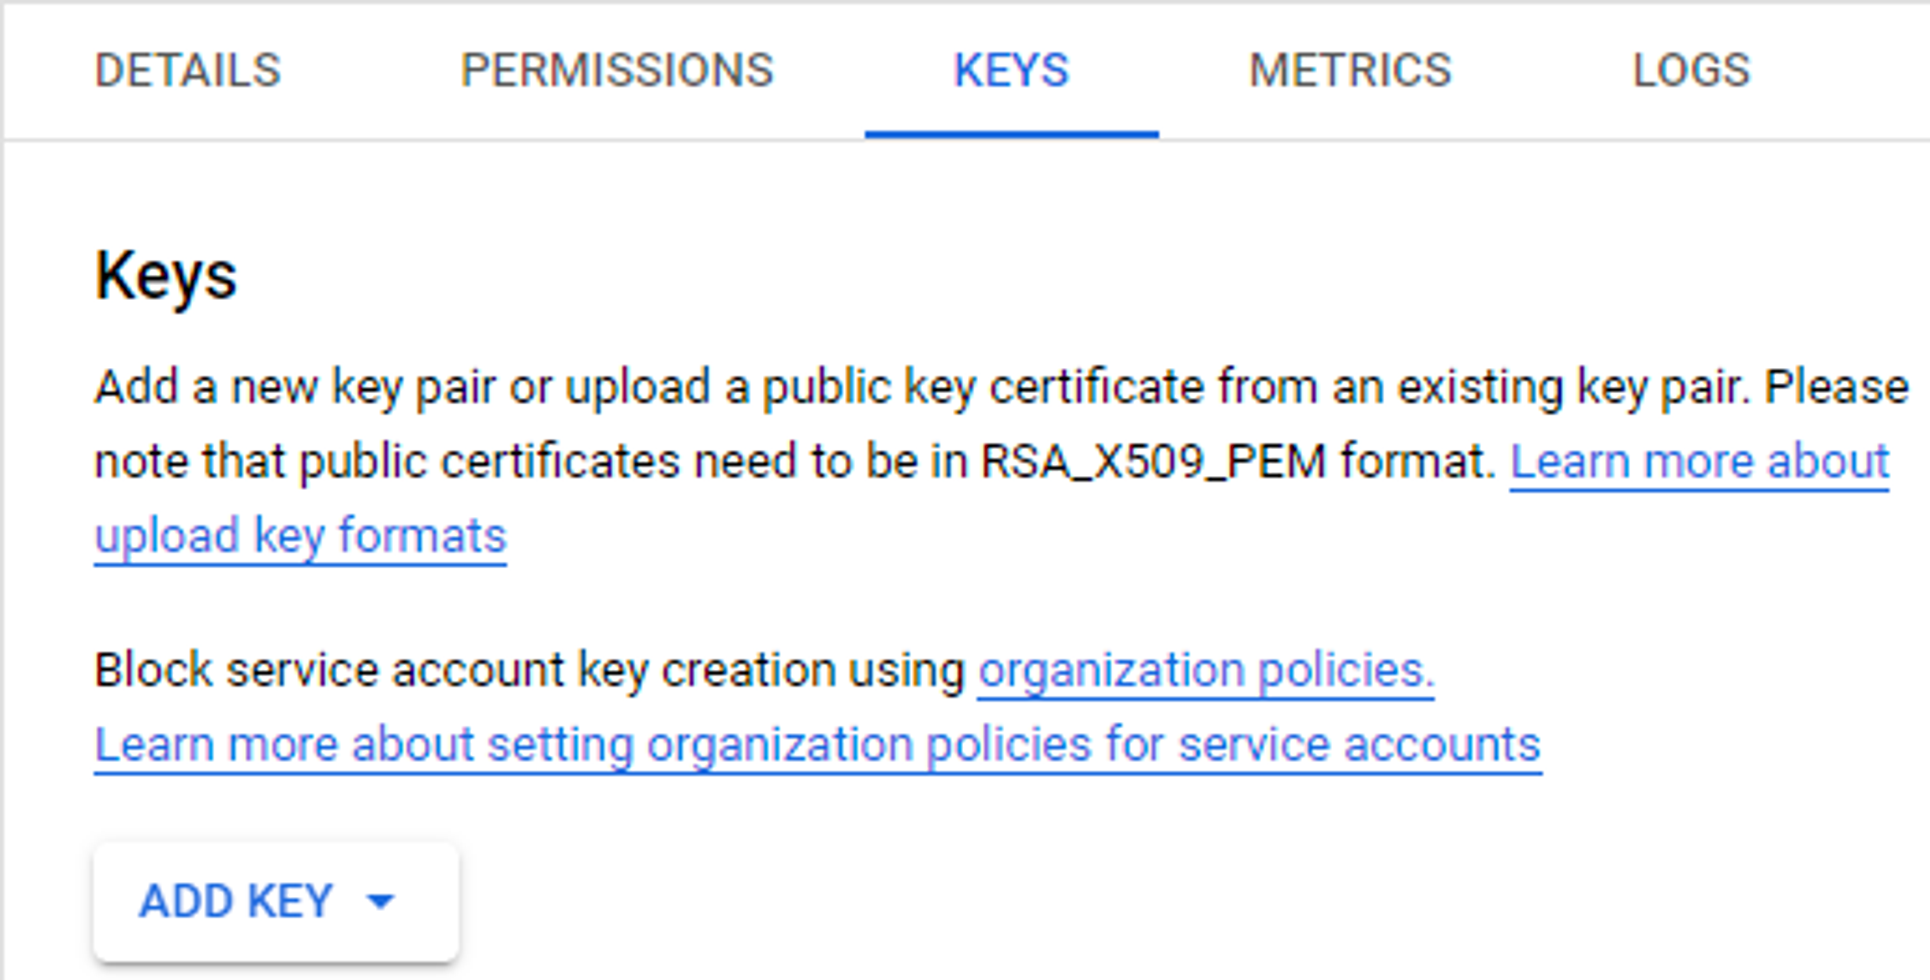 DETAILS PERMISSIONS KEYS METRICS LOGS
Keys
Add a new key pair or upload a public key certificate from an existing key pair. Please
note that public certificates need to be in RSA_X509_PEM format. Learn more about
upload key formats
Block service account key creation using organization policies.
Learn more about setting organization policies for service accounts
ADD KEY